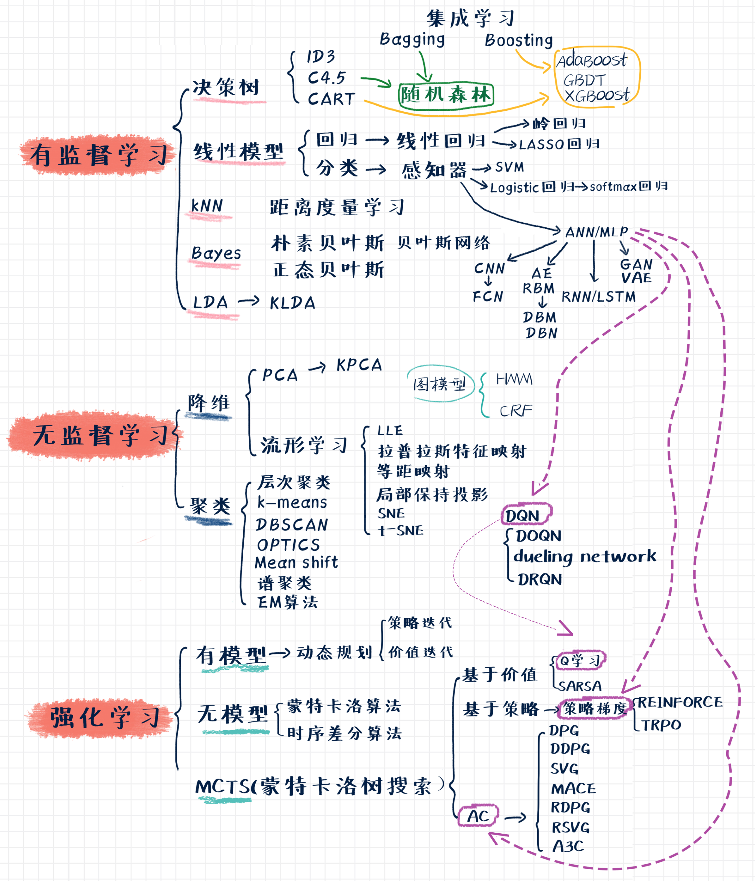 集成学习
Bagging Boosting
决策树
ID3
C4.5
CART
随机森林
AdaBoost
GBDT
XGBoost
有监督学习
线性模型
回归 线性回归
岭回归
LASSO回归
分类 感知器
SVM
Logistic回归 softmax回归
kNN 距离度量学习
Bayes
朴素贝叶斯 贝叶斯网络
正态贝叶斯
LDA KLDA
ANN/MLP
CNN
FCN
AE
RBM
DBM
DBN
RNN/LSTM
GAN
VAE
无监督学习
降维
PCA KPCA
流形学习
LLE
拉普拉斯特征映射
等距映射
局部保持投影
SNE
t-SNE
图模型
HMM
CRF
聚类
层次聚类
k-means
DBSCAN
OPTICS
Mean shift
谱聚类
EM算法
DQN
DOQN
dueling network
DRQN
强化学习
有模型 动态规划
策略迭代
价值迭代
无模型
蒙特卡洛算法
时序差分算法
MCTS(蒙特卡洛树搜索)
基于价值
Q学习
SARSA
基于策略 策略梯度
REINFORCE
TRPO
AC
DPG
DDPG
SVG
MACE
RDPG
RSVG
A3C